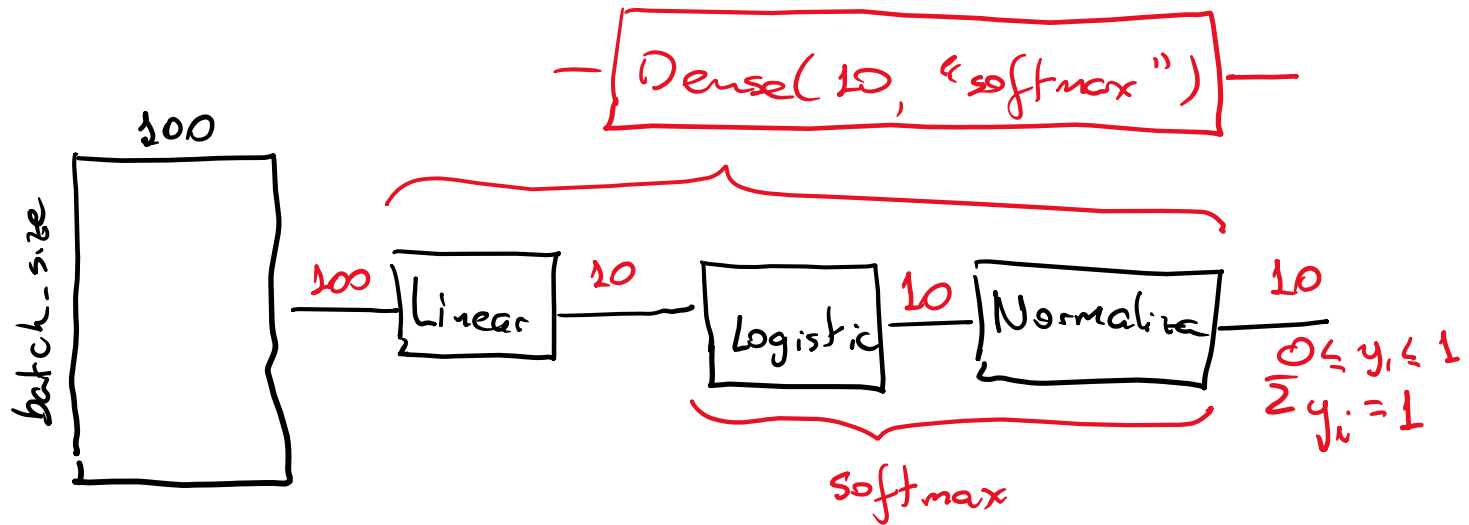 Dense(10, "softmax")
100
batch_size
100
Linear
10
Logistic
10
Normalize
10
0 ≤ yᵢ ≤ 1
Σ yᵢ = 1
softmax